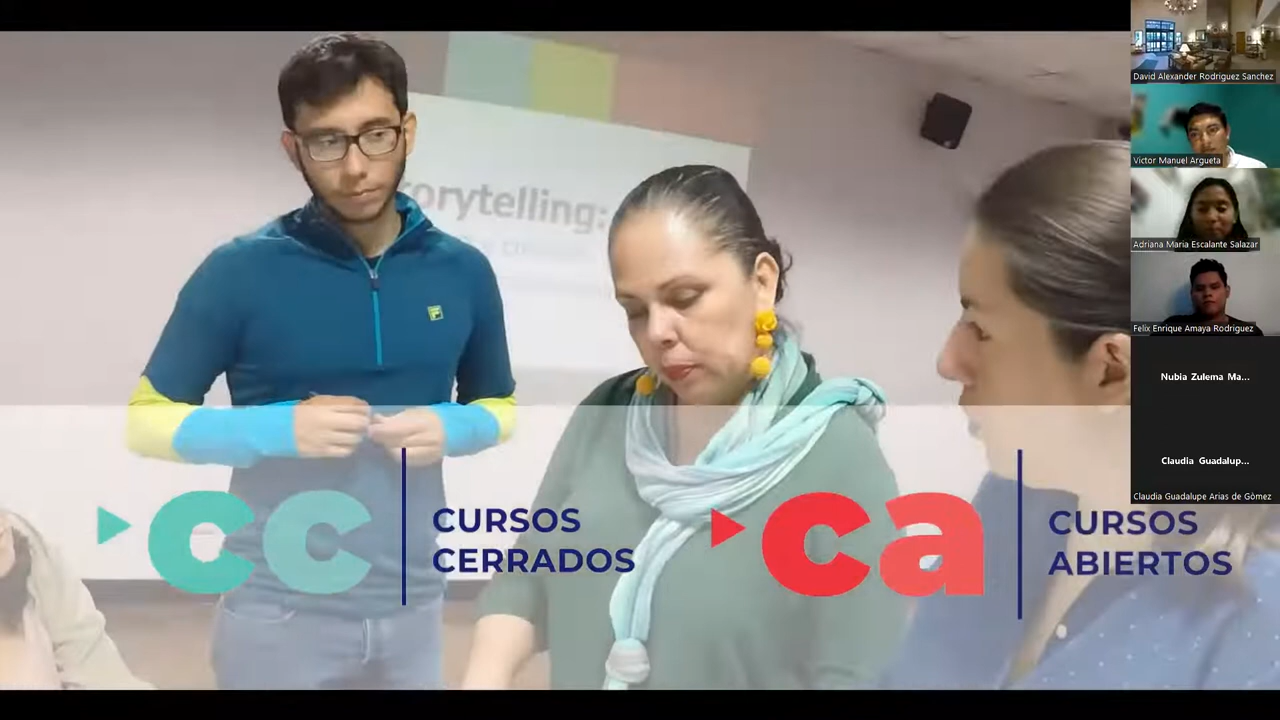 orytelling:
cc
CURSOS
CERRADOS
ca
CURSOS
ABIERTOS
David Alexander Rodriguez Sanchez
Victor Manuel Argueta
Adriana Maria Escalante Salazar
Felix Enrique Amaya Rodriguez
Nubia Zulema Ma...
Claudia Guadalup...
Claudia Guadalupe Arias de Gómez